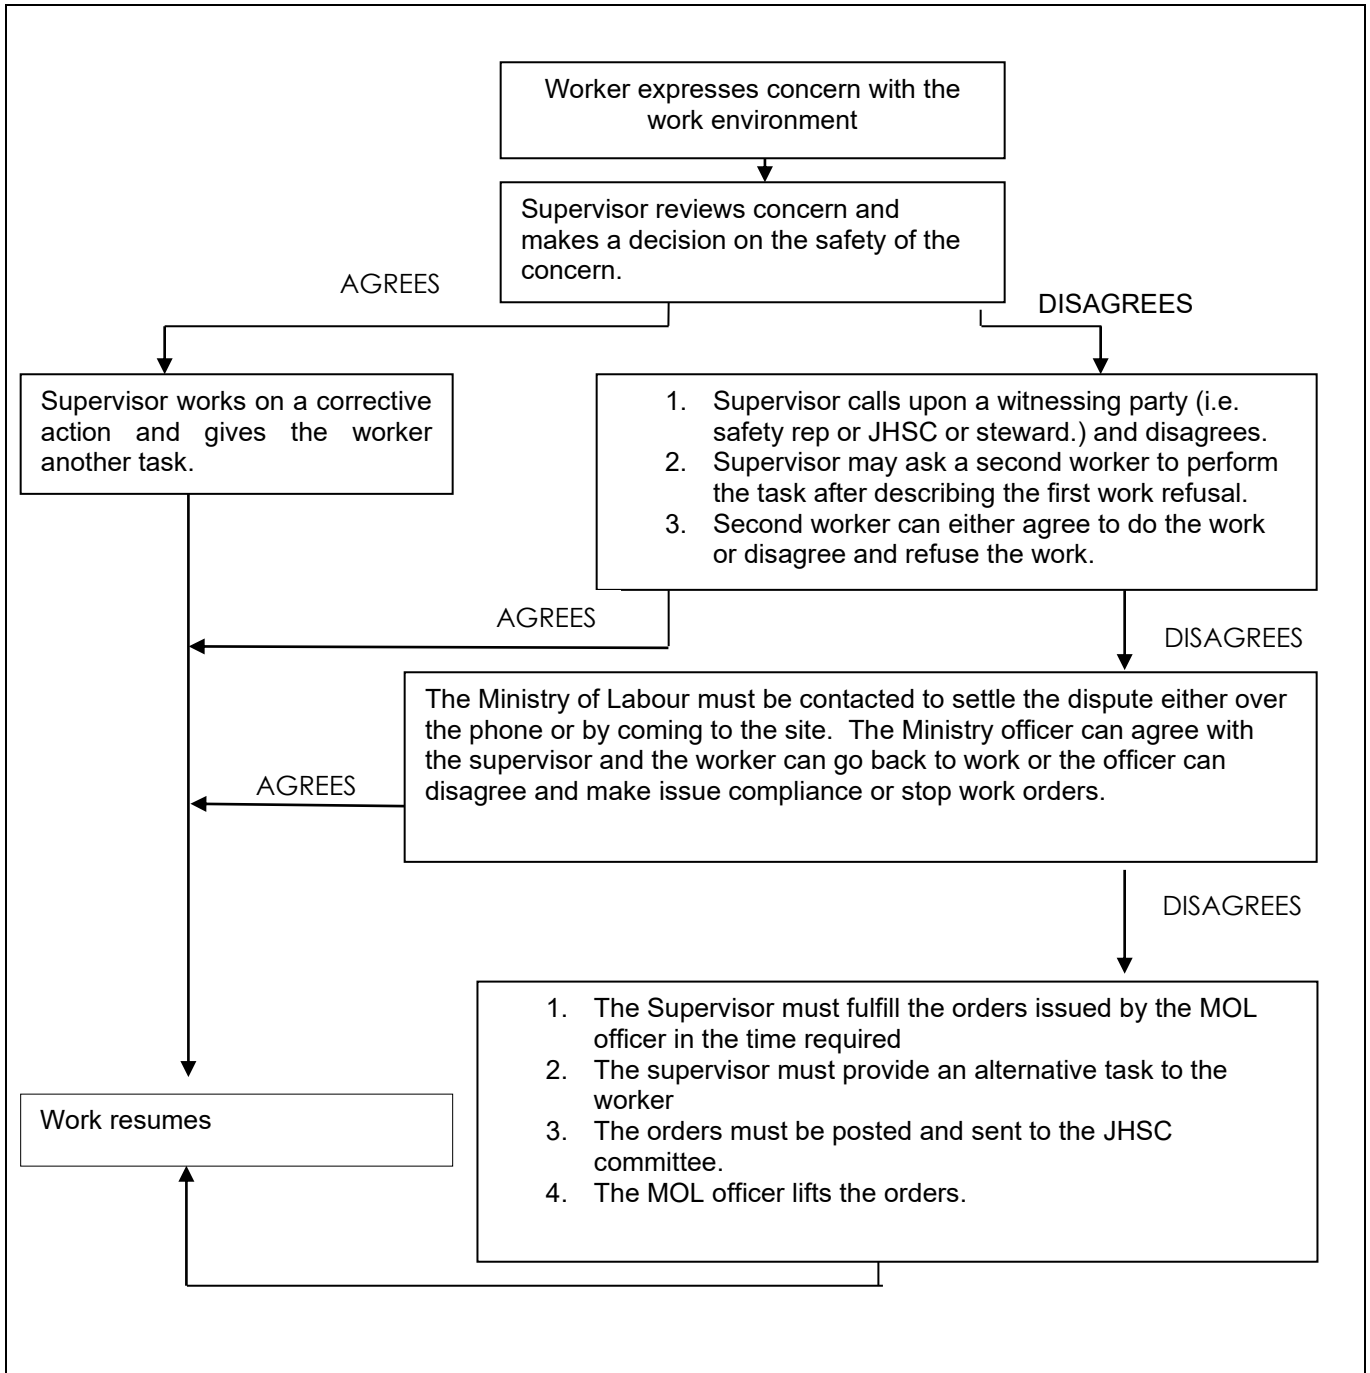 Worker expresses concern with the
work environment
Supervisor reviews concern and
makes a decision on the safety of the
concern.
AGREES
DISAGREES
Supervisor works on a corrective
action and gives the worker
another task.
1. Supervisor calls upon a witnessing party (i.e.
safety rep or JHSC or steward.) and disagrees.
2. Supervisor may ask a second worker to perform
the task after describing the first work refusal.
3. Second worker can either agree to do the work
or disagree and refuse the work.
AGREES
DISAGREES
The Ministry of Labour must be contacted to settle the dispute either over
the phone or by coming to the site.  The Ministry officer can agree with
the supervisor and the worker can go back to work or the officer can
disagree and make issue compliance or stop work orders.
AGREES
DISAGREES
1. The Supervisor must fulfill the orders issued by the MOL
officer in the time required
2. The supervisor must provide an alternative task to the
worker
3. The orders must be posted and sent to the JHSC
committee.
4. The MOL officer lifts the orders.
Work resumes